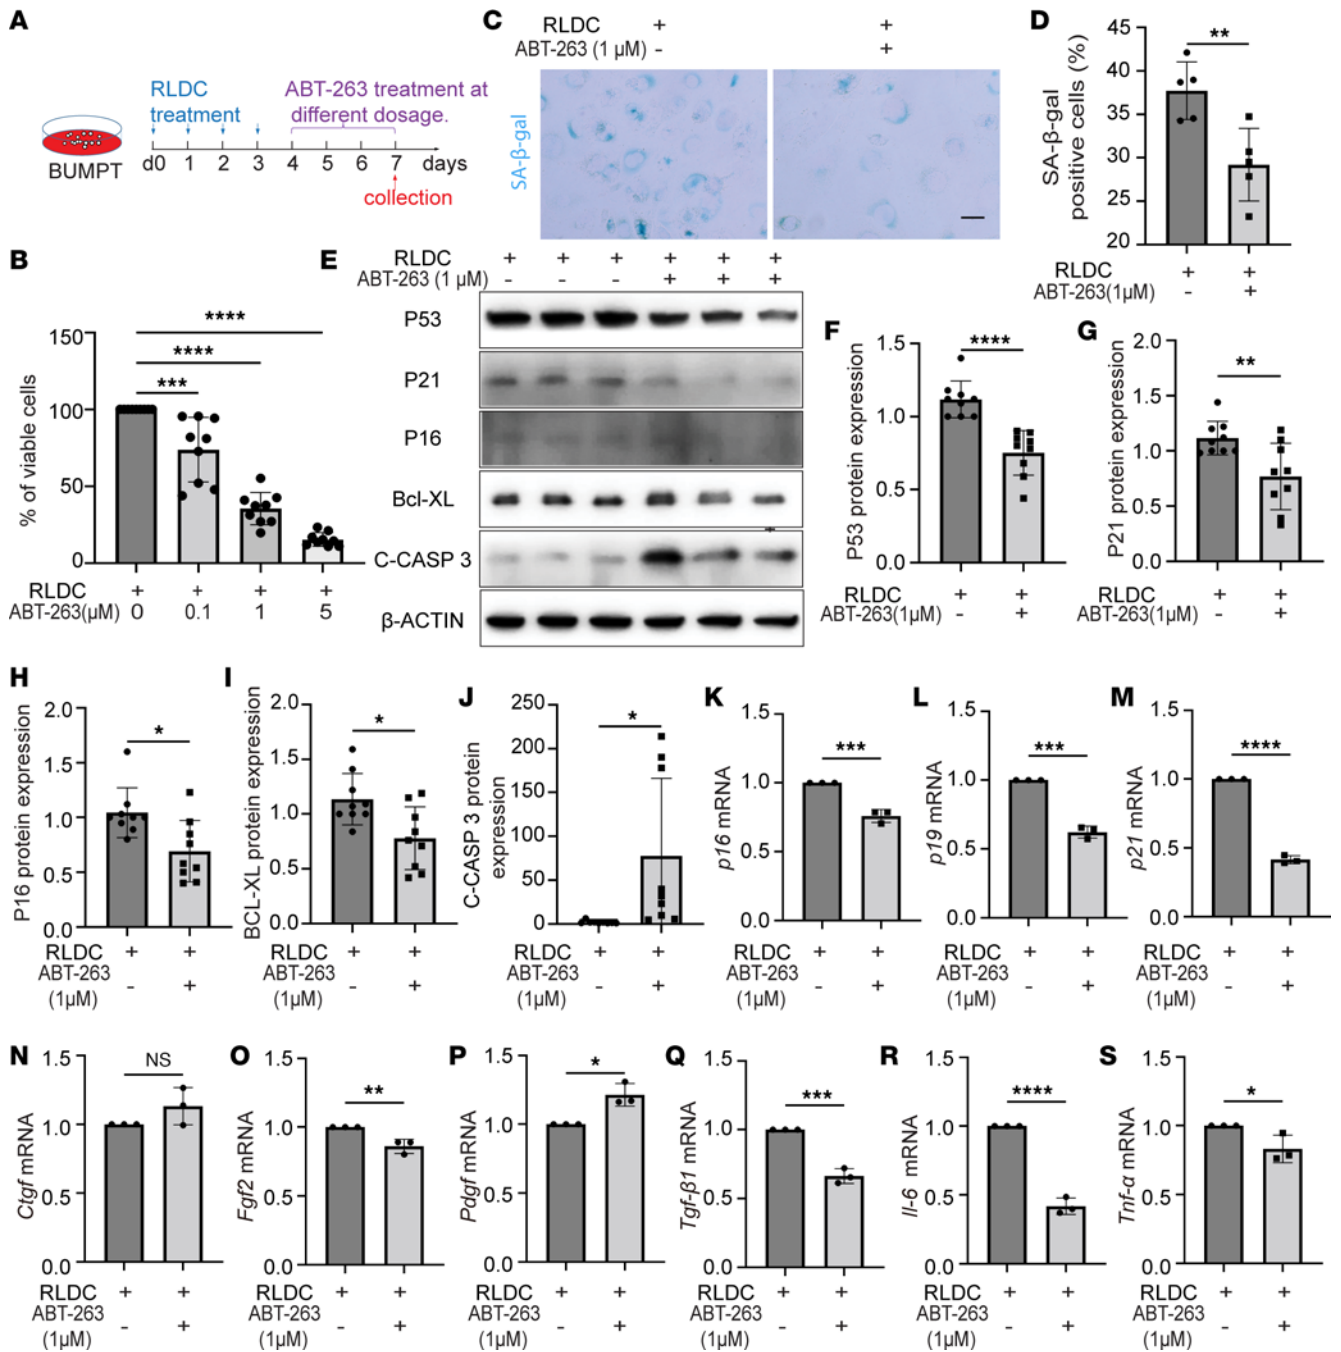 A
RLDC
treatment
ABT-263 treatment at
different dosage.
BUMPT
d0 1 2 3 4 5 6 7 days
collection
B
****
****
***
% of viable cells
150
100
50
0
RLDC + + + +
ABT-263(µM) 0 0.1 1 5
C
RLDC + +
ABT-263 (1 µM) - +
SA-β-gal
D
**
SA-β-gal
positive cells (%)
45
40
35
30
25
20
RLDC + +
ABT-263(1µM) - +
E
RLDC + + + + + +
ABT-263 (1 µM) - - - + + +
P53
P21
P16
Bcl-XL
C-CASP 3
β-ACTIN
F
****
P53 protein expression
1.5
1.0
0.5
0.0
RLDC + +
ABT-263(1µM) - +
G
**
P21 protein expression
2.0
1.5
1.0
0.5
0.0
RLDC + +
ABT-263(1µM) - +
H
*
P16 protein expression
2.0
1.5
1.0
0.5
0.0
RLDC + +
ABT-263
(1µM) - +
I
*
BCL-XL protein expression
2.0
1.5
1.0
0.5
0.0
RLDC + +
ABT-263
(1µM) - +
J
*
C-CASP 3 protein
expression
250
200
150
100
50
0
RLDC + +
ABT-263
(1µM) - +
K
***
p16 mRNA
1.5
1.0
0.5
0.0
RLDC + +
ABT-263
(1µM) - +
L
***
p19 mRNA
1.5
1.0
0.5
0.0
RLDC + +
ABT-263
(1µM) - +
M
****
p21 mRNA
1.5
1.0
0.5
0.0
RLDC + +
ABT-263
(1µM) - +
N
NS
Ctgf mRNA
1.5
1.0
0.5
0.0
RLDC + +
ABT-263
(1µM) - +
O
**
Fgf2 mRNA
1.5
1.0
0.5
0.0
RLDC + +
ABT-263
(1µM) - +
P
*
Pdgf mRNA
1.5
1.0
0.5
0.0
RLDC + +
ABT-263
(1µM) - +
Q
***
Tgf-β1 mRNA
1.5
1.0
0.5
0.0
RLDC + +
ABT-263
(1µM) - +
R
****
Il-6 mRNA
1.5
1.0
0.5
0.0
RLDC + +
ABT-263
(1µM) - +
S
*
Tnf-α mRNA
1.5
1.0
0.5
0.0
RLDC + +
ABT-263
(1µM) - +